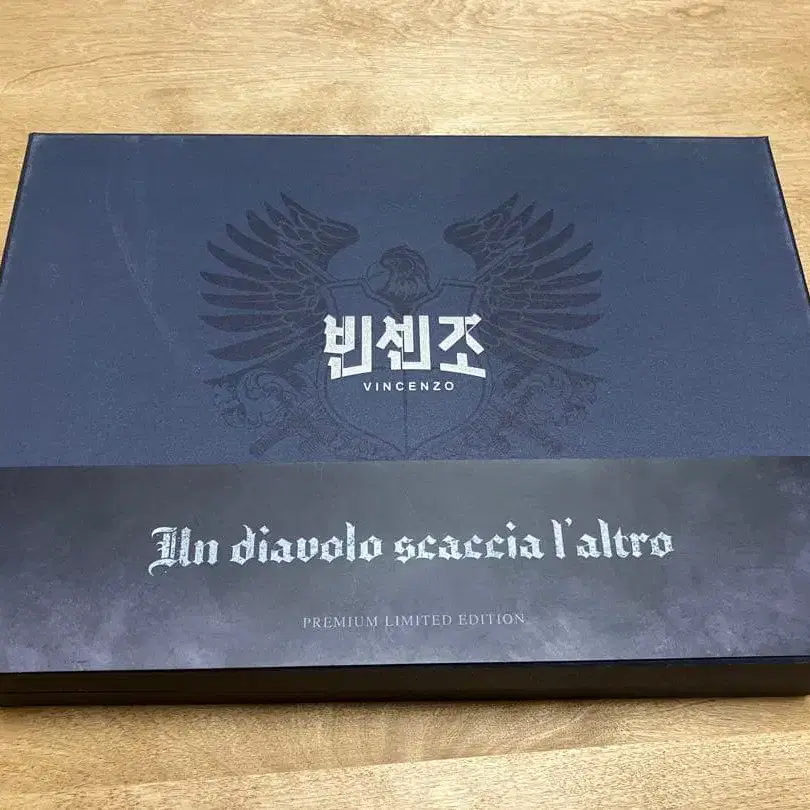 빈센조
VINCENZO
Un diavolo scaccia l'altro
PREMIUM LIMITED EDITION